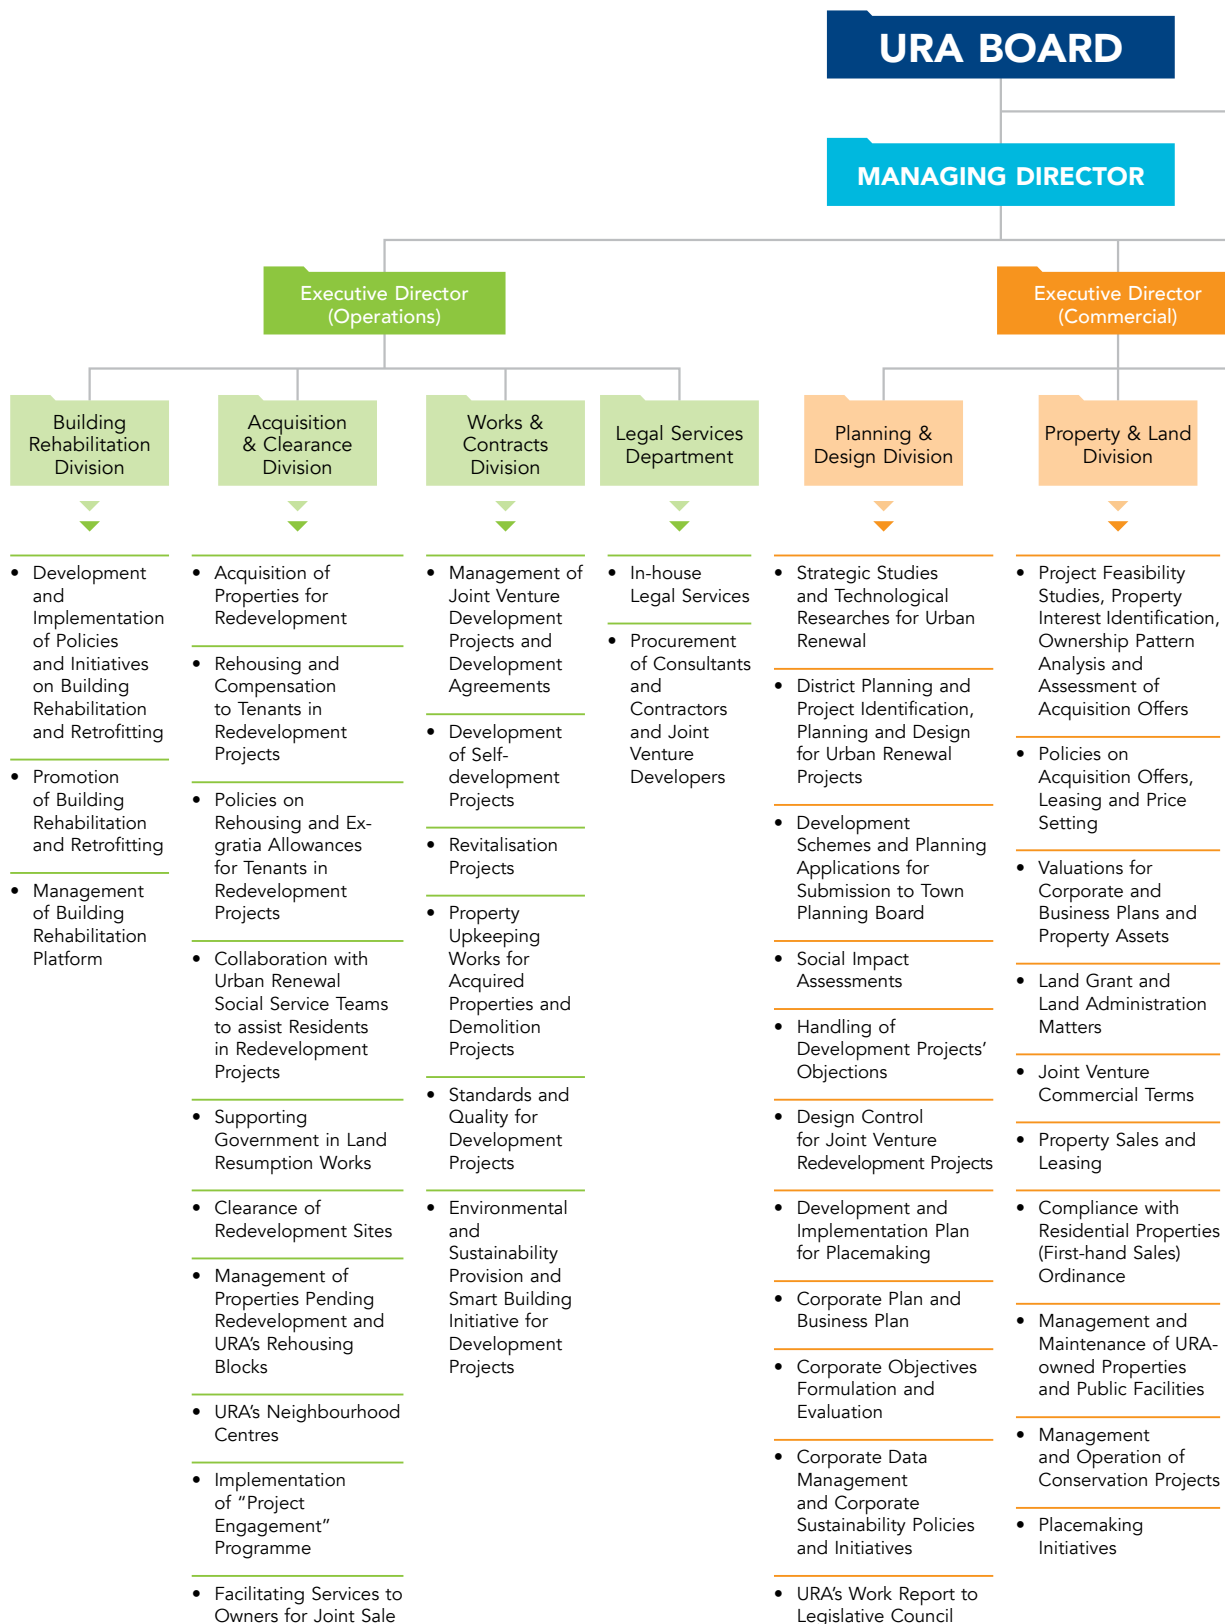 URA BOARD
MANAGING DIRECTOR
Executive Director
(Operations)
Executive Director
(Commercial)
Building
Rehabilitation
Division
Acquisition
& Clearance
Division
Works &
Contracts
Division
Legal Services
Department
Planning &
Design Division
Property & Land
Division
• Development
and
Implementation
of Policies
and Initiatives
on Building
Rehabilitation
and Retrofitting
• Promotion
of Building
Rehabilitation
and Retrofitting
• Management
of Building
Rehabilitation
Platform
• Acquisition of
Properties for
Redevelopment
• Rehousing and
Compensation
to Tenants in
Redevelopment
Projects
• Policies on
Rehousing and Ex-
gratia Allowances
for Tenants in
Redevelopment
Projects
• Collaboration with
Urban Renewal
Social Service Teams
to assist Residents
in Redevelopment
Projects
• Supporting
Government in Land
Resumption Works
• Clearance of
Redevelopment Sites
• Management of
Properties Pending
Redevelopment and
URA's Rehousing
Blocks
• URA's Neighbourhood
Centres
• Implementation
of “Project
Engagement”
Programme
• Facilitating Services to
Owners for Joint Sale
• Management of
Joint Venture
Development
Projects and
Development
Agreements
• Development
of Self-
development
Projects
• Revitalisation
Projects
• Property
Upkeeping
Works for
Acquired
Properties and
Demolition
Projects
• Standards and
Quality for
Development
Projects
• Environmental
and
Sustainability
Provision and
Smart Building
Initiative for
Development
Projects
• In-house
Legal Services
• Procurement
of Consultants
and
Contractors
and Joint
Venture
Developers
• Strategic Studies
and Technological
Researches for Urban
Renewal
• District Planning and
Project Identification,
Planning and Design
for Urban Renewal
Projects
• Development
Schemes and Planning
Applications for
Submission to Town
Planning Board
• Social Impact
Assessments
• Handling of
Development Projects'
Objections
• Design Control
for Joint Venture
Redevelopment Projects
• Development and
Implementation Plan
for Placemaking
• Corporate Plan and
Business Plan
• Corporate Objectives
Formulation and
Evaluation
• Corporate Data
Management
and Corporate
Sustainability Policies
and Initiatives
• URA's Work Report to
Legislative Council
• Project Feasibility
Studies, Property
Interest Identification,
Ownership Pattern
Analysis and
Assessment of
Acquisition Offers
• Policies on
Acquisition Offers,
Leasing and Price
Setting
• Valuations for
Corporate and
Business Plans and
Property Assets
• Land Grant and
Land Administration
Matters
• Joint Venture
Commercial Terms
• Property Sales and
Leasing
• Compliance with
Residential Properties
(First-hand Sales)
Ordinance
• Management and
Maintenance of URA-
owned Properties
and Public Facilities
• Management
and Operation of
Conservation Projects
• Placemaking
Initiatives